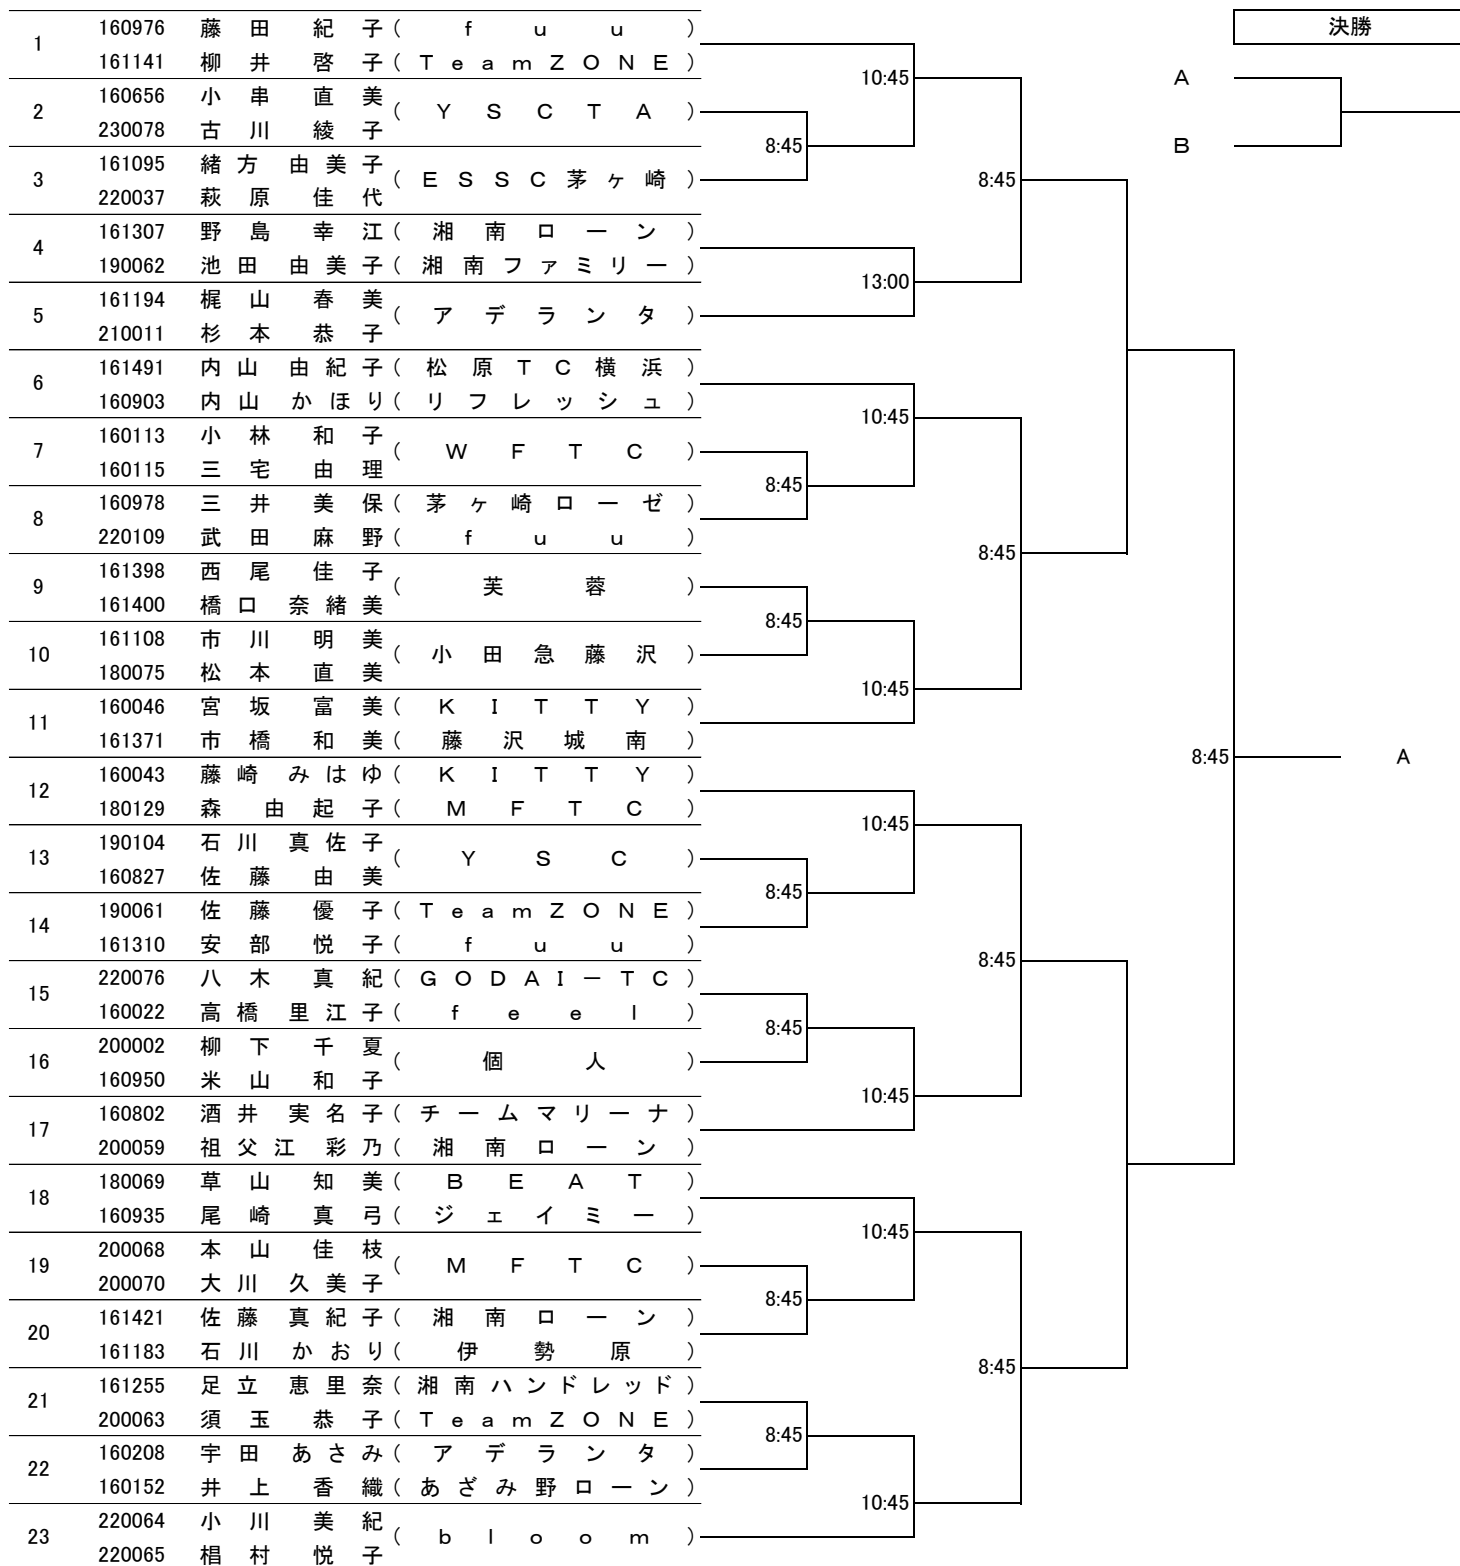 決勝
A
B
1
160976 藤田 紀子(fuu)
161141 柳井 啓子(TeamZONE)
10:45
2
160656 小串 直美
(YSCTA)
230078 古川 綾子
8:45
3
161095 緒方 由美子
(ESSC茅ヶ崎)
220037 萩原 佳代
8:45
4
161307 野島 幸江(湘南ローン)
190062 池田 由美子(湘南ファミリー)
13:00
5
161194 梶山 春美
(アデランタ)
210011 杉本 恭子
6
161491 内山 由紀子(松原TC横浜)
160903 内山 かほり(リフレッシュ)
10:45
7
160113 小林 和子
(WFTC)
160115 三宅 由理
8:45
8
160978 三井 美保(茅ヶ崎ローゼ)
220109 武田 麻野(fuu)
8:45
9
161398 西尾 佳子
(芙蓉)
161400 橋口 奈緒美
8:45
10
161108 市川 明美
(小田急藤沢)
180075 松本 直美
10:45
11
160046 宮坂 富美(KITTY)
161371 市橋 和美(藤沢城南)
8:45
A
12
160043 藤崎 みはゆ(KITTY)
180129 森 由起子(MFTC)
10:45
13
190104 石川 真佐子
(YSC)
160827 佐藤 由美
8:45
14
190061 佐藤 優子(TeamZONE)
161310 安部 悦子(fuu)
8:45
15
220076 八木 真紀(GODAI－TC)
160022 高橋 里江子(feel)
8:45
16
200002 柳下 千夏
(個人)
160950 米山 和子
10:45
17
160802 酒井 実名子(チームマリーナ)
200059 祖父江 彩乃(湘南ローン)
18
180069 草山 知美(BEAT)
160935 尾崎 真弓(ジェイミー)
10:45
19
200068 本山 佳枝
(MFTC)
200070 大川 久美子
8:45
20
161421 佐藤 真紀子(湘南ローン)
161183 石川 かおり(伊勢原)
8:45
21
161255 足立 恵里奈(湘南ハンドレッド)
200063 須玉 恭子(TeamZONE)
8:45
22
160208 宇田 あさみ(アデランタ)
160152 井上 香織(あざみ野ローン)
10:45
23
220064 小川 美紀
(bloom)
220065 椙村 悦子